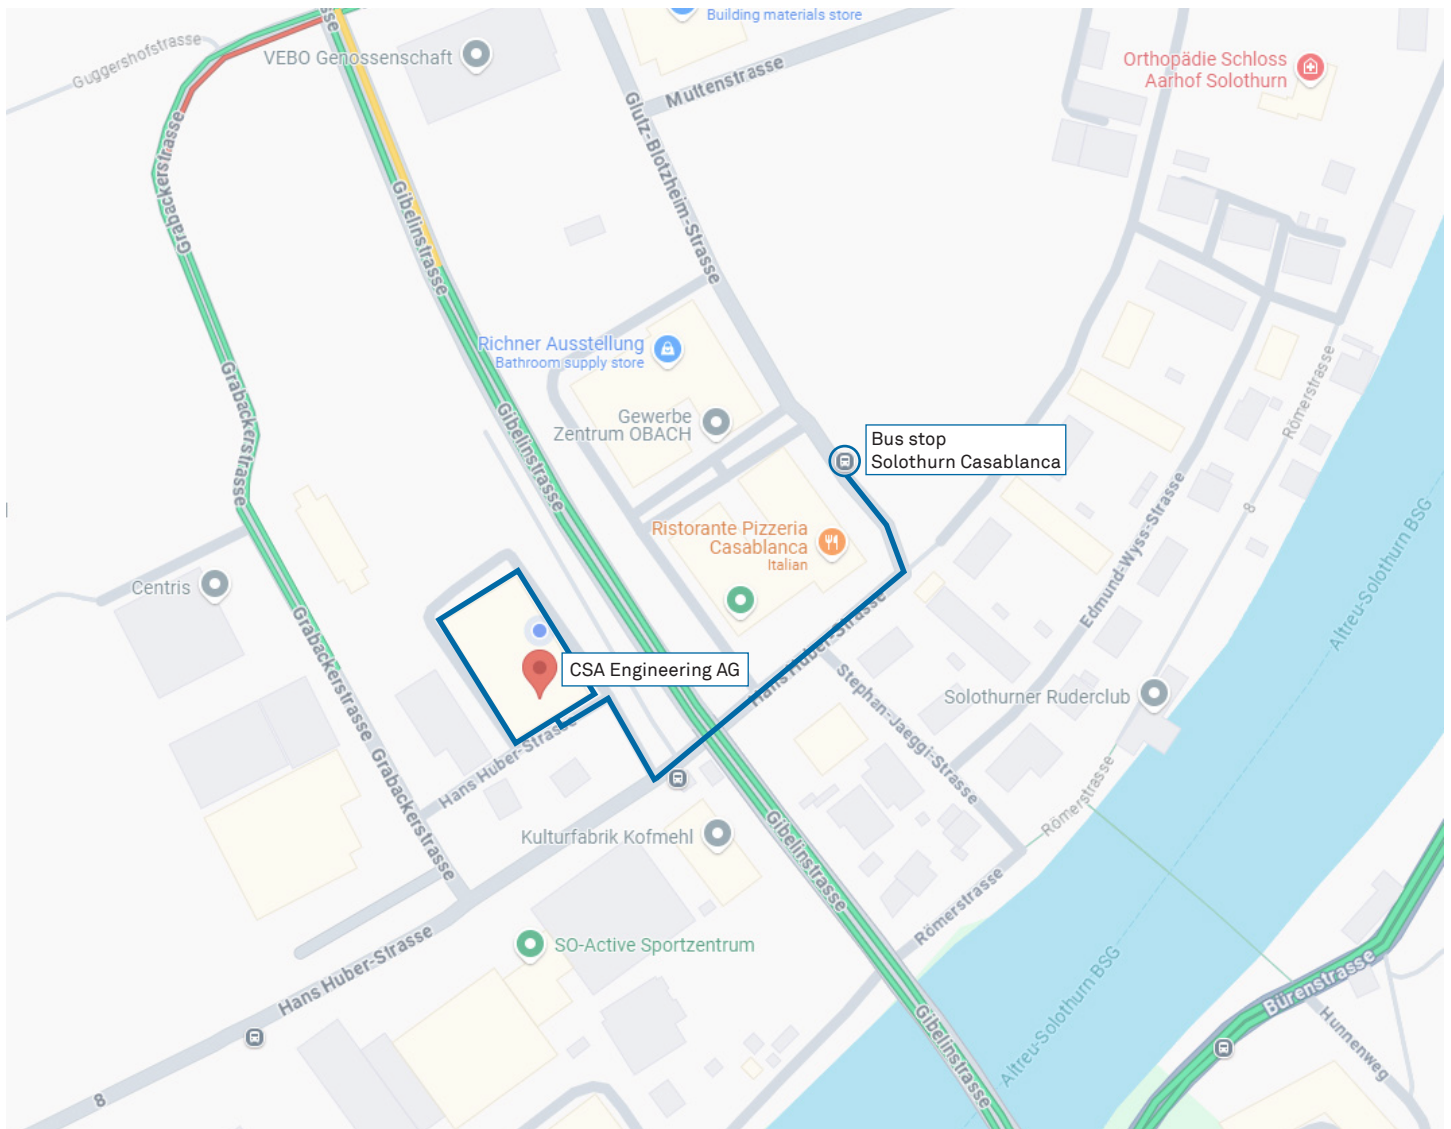 Building materials store
VEBO Genossenschaft
Guggershofstrasse
Multenstrasse
Orthopädie Schloss
Aarhof Solothurn
Glutz-Blotzheim-Strasse
Grabackerstrasse
Grabackerstrasse
Gibelinstrasse
Richner Ausstellung
Bathroom supply store
Gewerbe
Zentrum OBACH
Grabackerstrasse
Grabackerstrasse
Gibelinstrasse
Römerstrasse
Bus stop
Solothurn Casablanca
Ristorante Pizzeria
Casablanca
Italian
8
Edmund-Wyss-Strasse
Altreu-Solothurn BSG
Centris
Grabackerstrasse
Hans Huber-Strasse
CSA Engineering AG
Stephan-Jaeggi-Strasse
Solothurner Ruderclub
Hans Huber-Strasse
Grabackerstrasse
Römerstrasse
Kulturfabrik Kofmehl
Gibelinstrasse
Römerstrasse
SO-Active Sportzentrum
Hans Huber-Strasse
Bürenstrasse
Altreu-Solothurn BSG
Gibelinstrasse
Hunnenweg
8